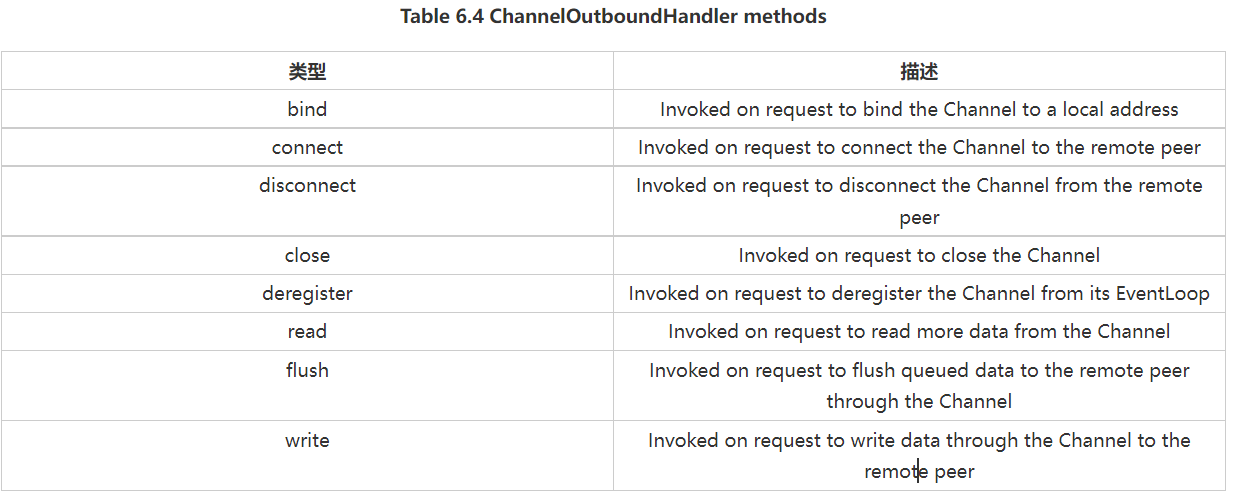 Table 6.4 ChannelOutboundHandler methods
类型 描述
bind Invoked on request to bind the Channel to a local address
connect Invoked on request to connect the Channel to the remote peer
disconnect Invoked on request to disconnect the Channel from the remote
peer
close Invoked on request to close the Channel
deregister Invoked on request to deregister the Channel from its EventLoop
read Invoked on request to read more data from the Channel
flush Invoked on request to flush queued data to the remote peer
through the Channel
write Invoked on request to write data through the Channel to the
remote peer